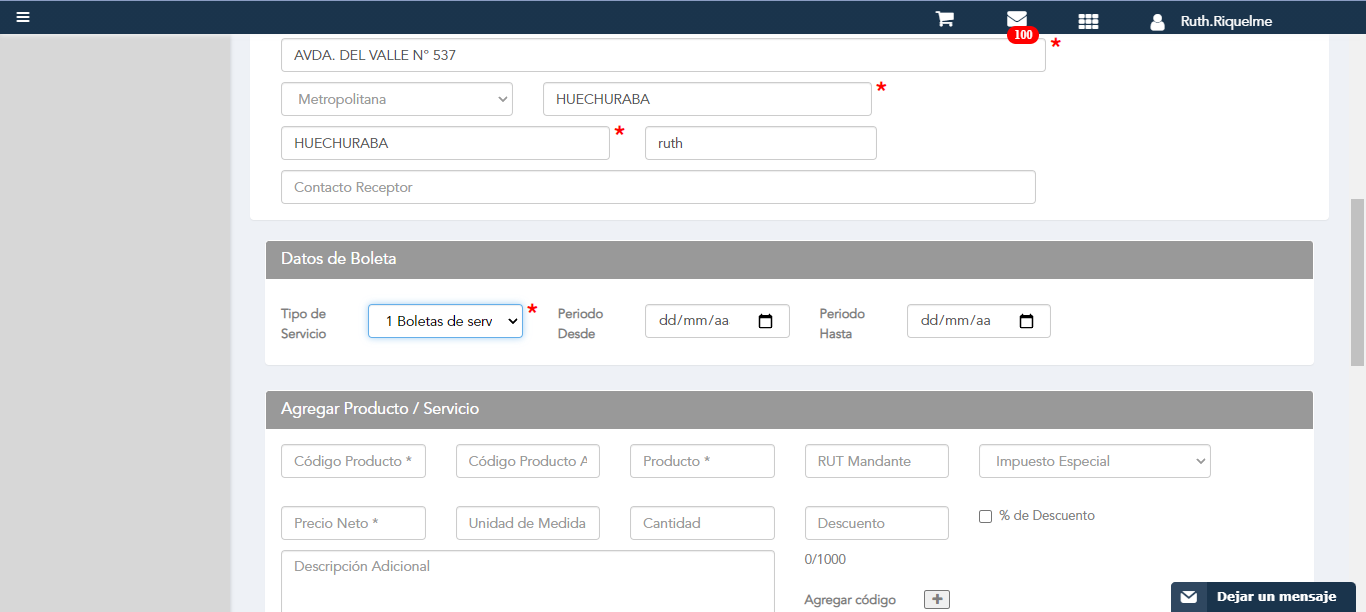 Ruth.Riquelme
100
AVDA. DEL VALLE N° 537 *
Metropolitana HUECHURABA *
HUECHURABA * ruth
Contacto Receptor
Datos de Boleta
Tipo de Servicio 1 Boletas de serv * Periodo Desde dd/mm/aa Periodo Hasta dd/mm/aa
Agregar Producto / Servicio
Código Producto * Código Producto A Producto * RUT Mandante Impuesto Especial
Precio Neto * Unidad de Medida Cantidad Descuento % de Descuento
Descripción Adicional 0/1000
Agregar código +
Dejar un mensaje